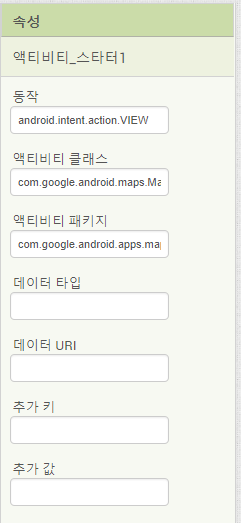 속성
액티비티_스타터1
동작
android.intent.action.VIEW
액티비티 클래스
com.google.android.maps.Ma
액티비티 패키지
com.google.android.apps.map
데이터 타입
데이터 URI
추가 키
추가 값